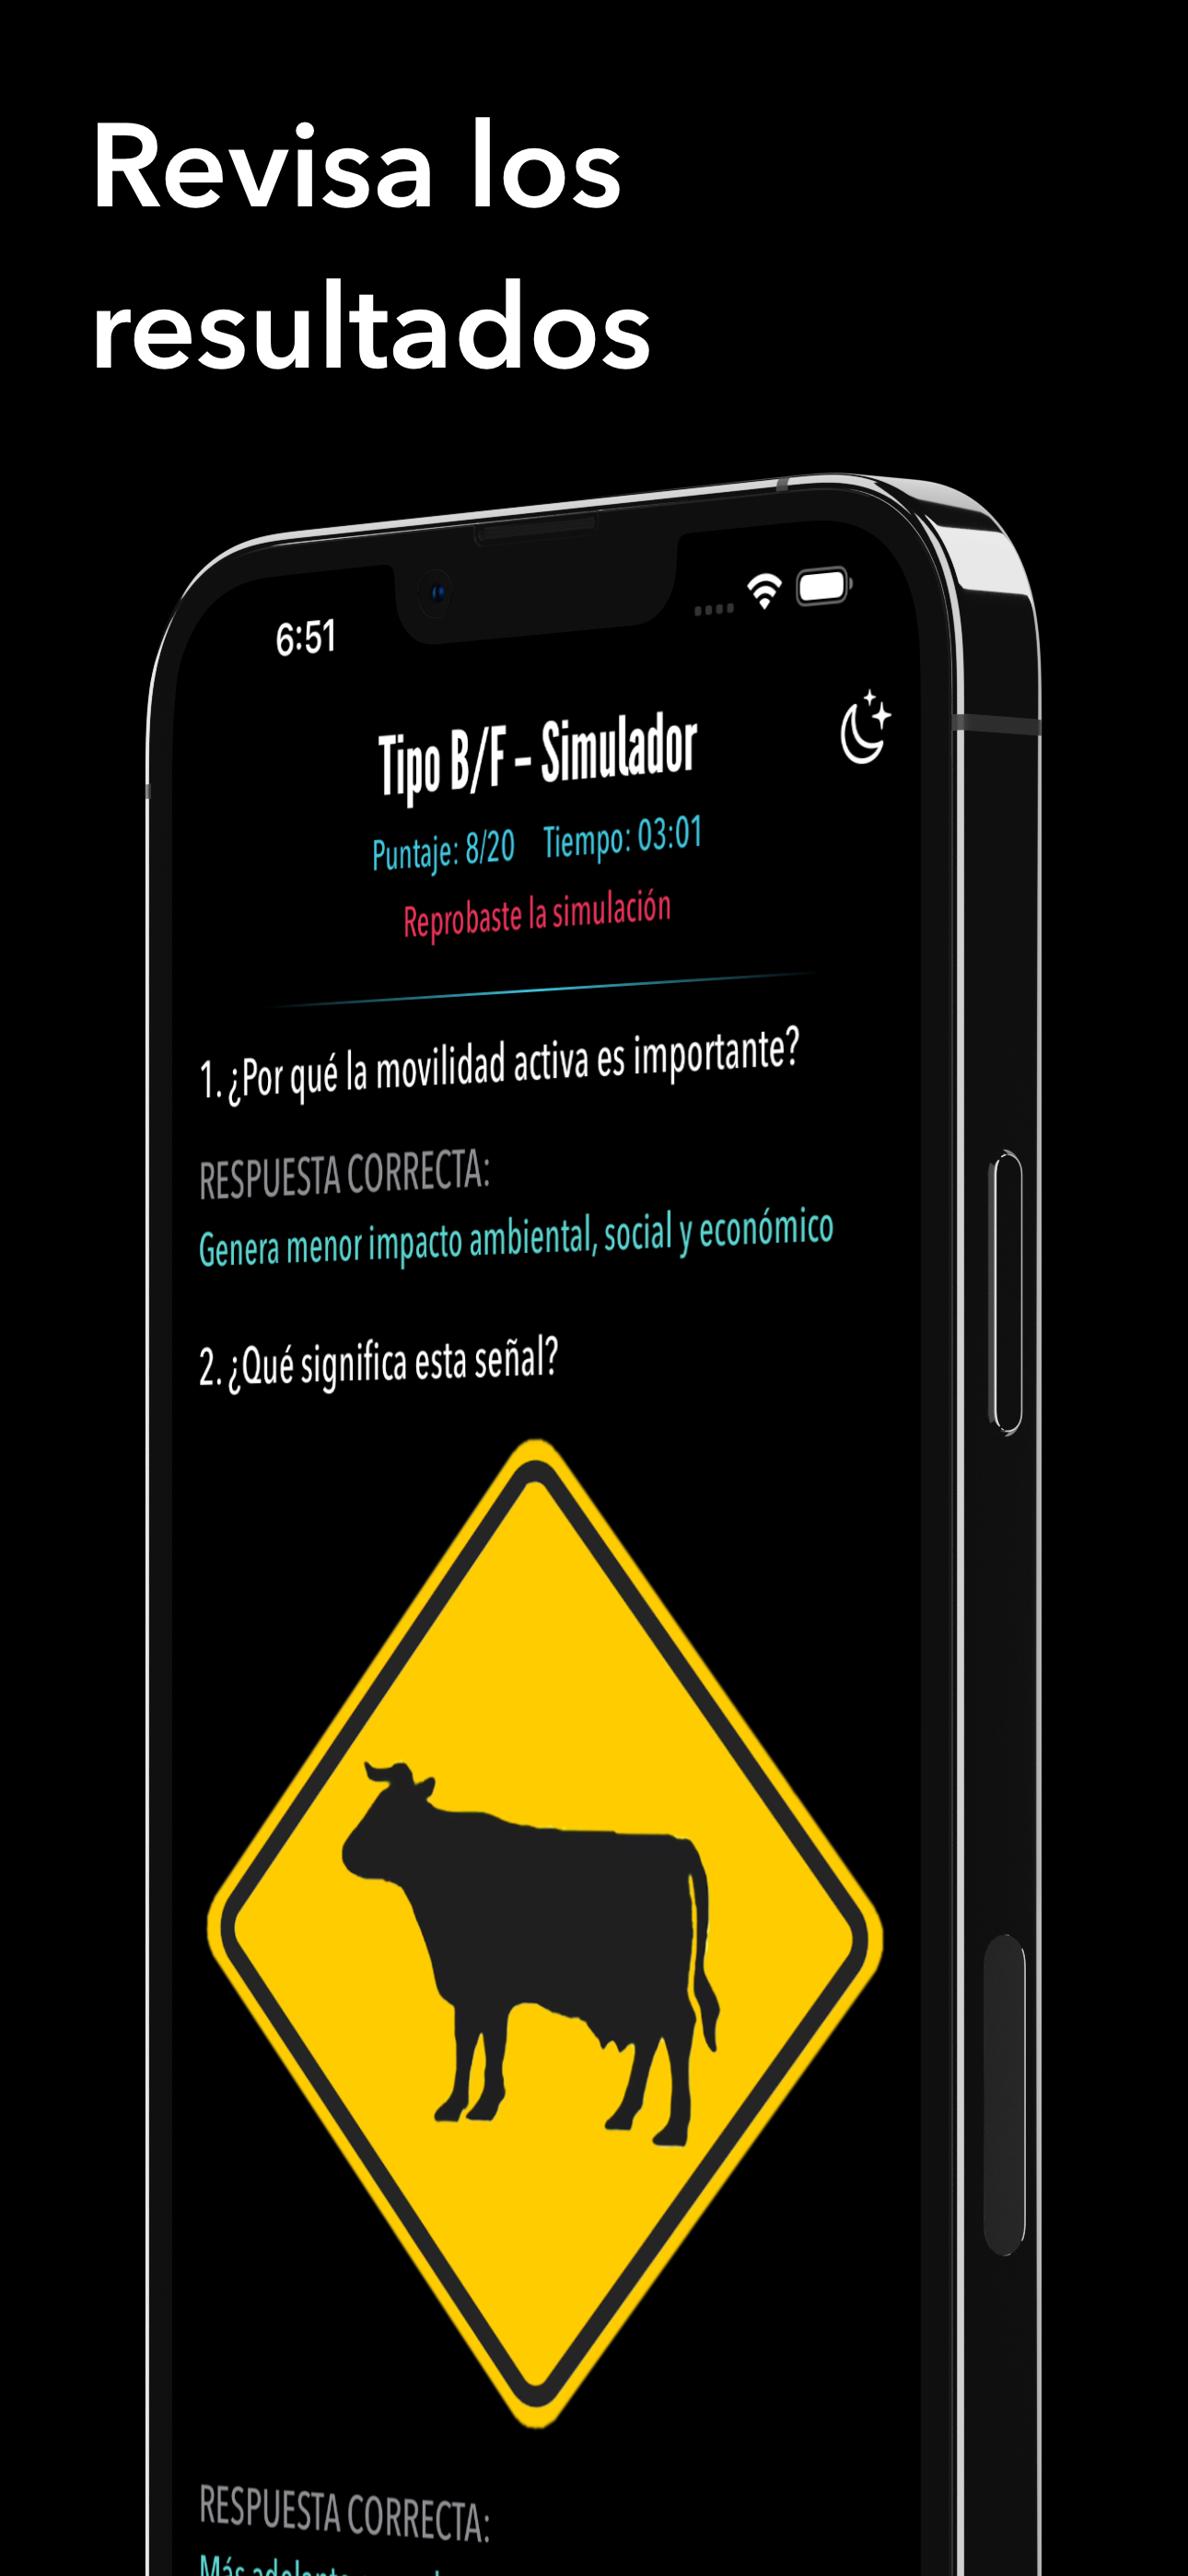 Revisa los
resultados
6:51
Tipo B/F – Simulador
Puntaje: 8/20 Tiempo: 03:01
Reprobaste la simulación
1. ¿Por qué la movilidad activa es importante?
RESPUESTA CORRECTA:
Genera menor impacto ambiental, social y económico
2. ¿Qué significa esta señal?
RESPUESTA CORRECTA:
Más adelante